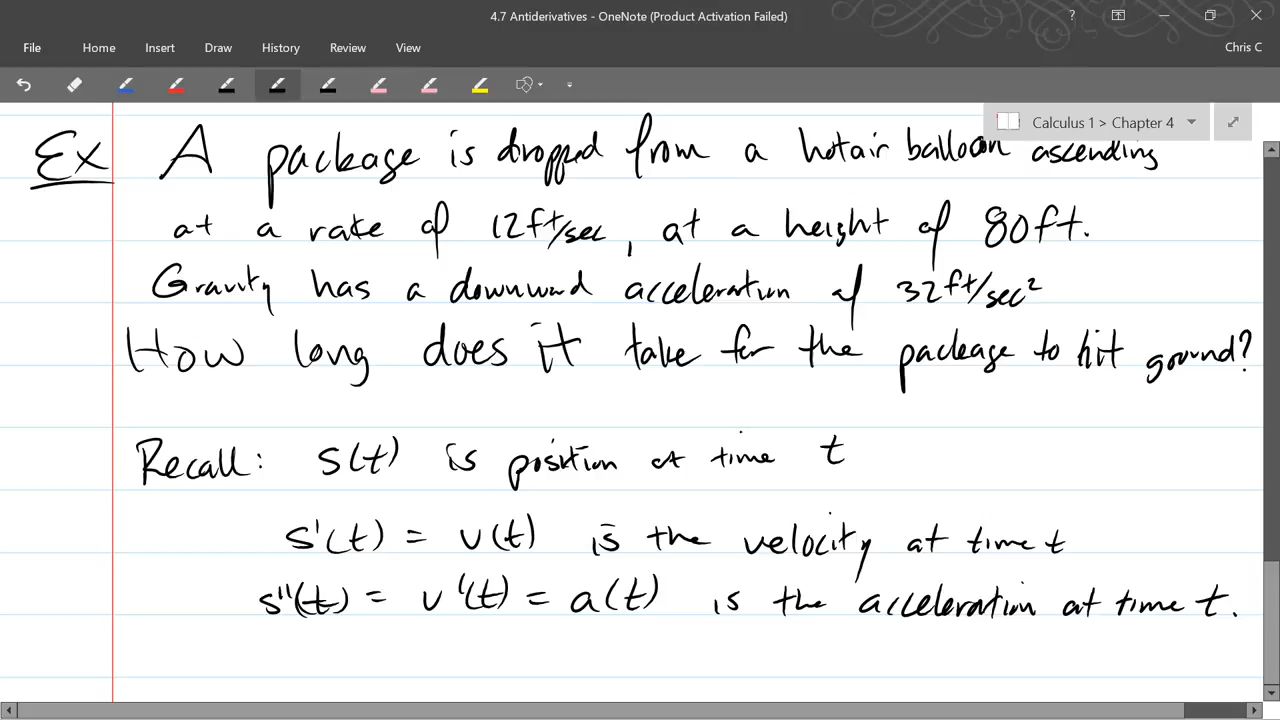 4.7 Antiderivatives - OneNote (Product Activation Failed)
?
File Home Insert Draw History Review View
Chris C
Calculus 1 > Chapter 4
Ex A package is dropped from a hot air balloon ascending
at a rate of 12ft/sec, at a height of 80ft.
Gravity has a downward acceleration of 32ft/sec²
How long does it take for the package to hit ground?
Recall: s(t) is position at time t
s'(t) = v(t) is the velocity at time t
s''(t) = v'(t) = a(t) is the acceleration at time t.